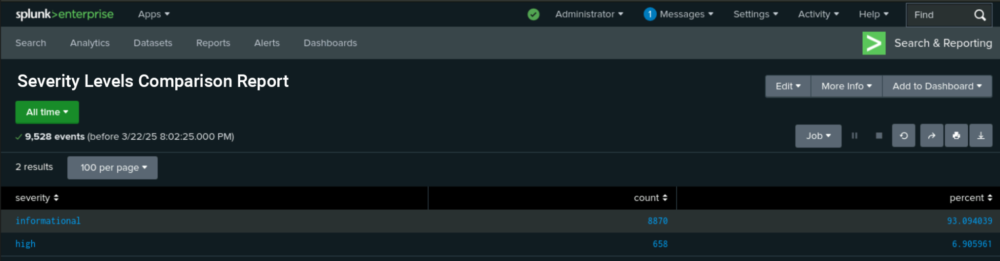 splunk>enterprise Apps Administrator 1 Messages Settings Activity Help Find
Search Analytics Datasets Reports Alerts Dashboards Search & Reporting
Severity Levels Comparison Report
Edit More Info Add to Dashboard
All time
9,528 events (before 3/22/25 8:02:25.000 PM)
Job
2 results 100 per page
severity count percent
informational 8870 93.094039
high 658 6.905961